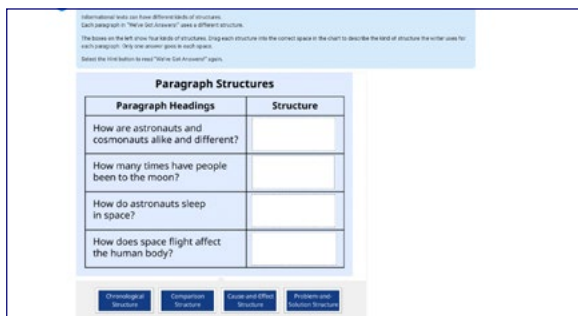 Informational texts can have different kinds of structures.
Each paragraph in "We've Got Answers!" uses a different structure.
The boxes on the left show four kinds of structures. Drag each structure into the correct space in the chart to describe the kind of structure the writer uses for
each paragraph. Only one answer goes in each space.
Select the Hint button to read "We've Got Answers!" again.
Paragraph Structures
Paragraph Headings Structure
How are astronauts and
cosmonauts alike and different?
How many times have people
been to the moon?
How do astronauts sleep
in space?
How does space flight affect
the human body?
Chronological Structure
Comparison Structure
Cause-and-Effect Structure
Problem-and-Solution Structure